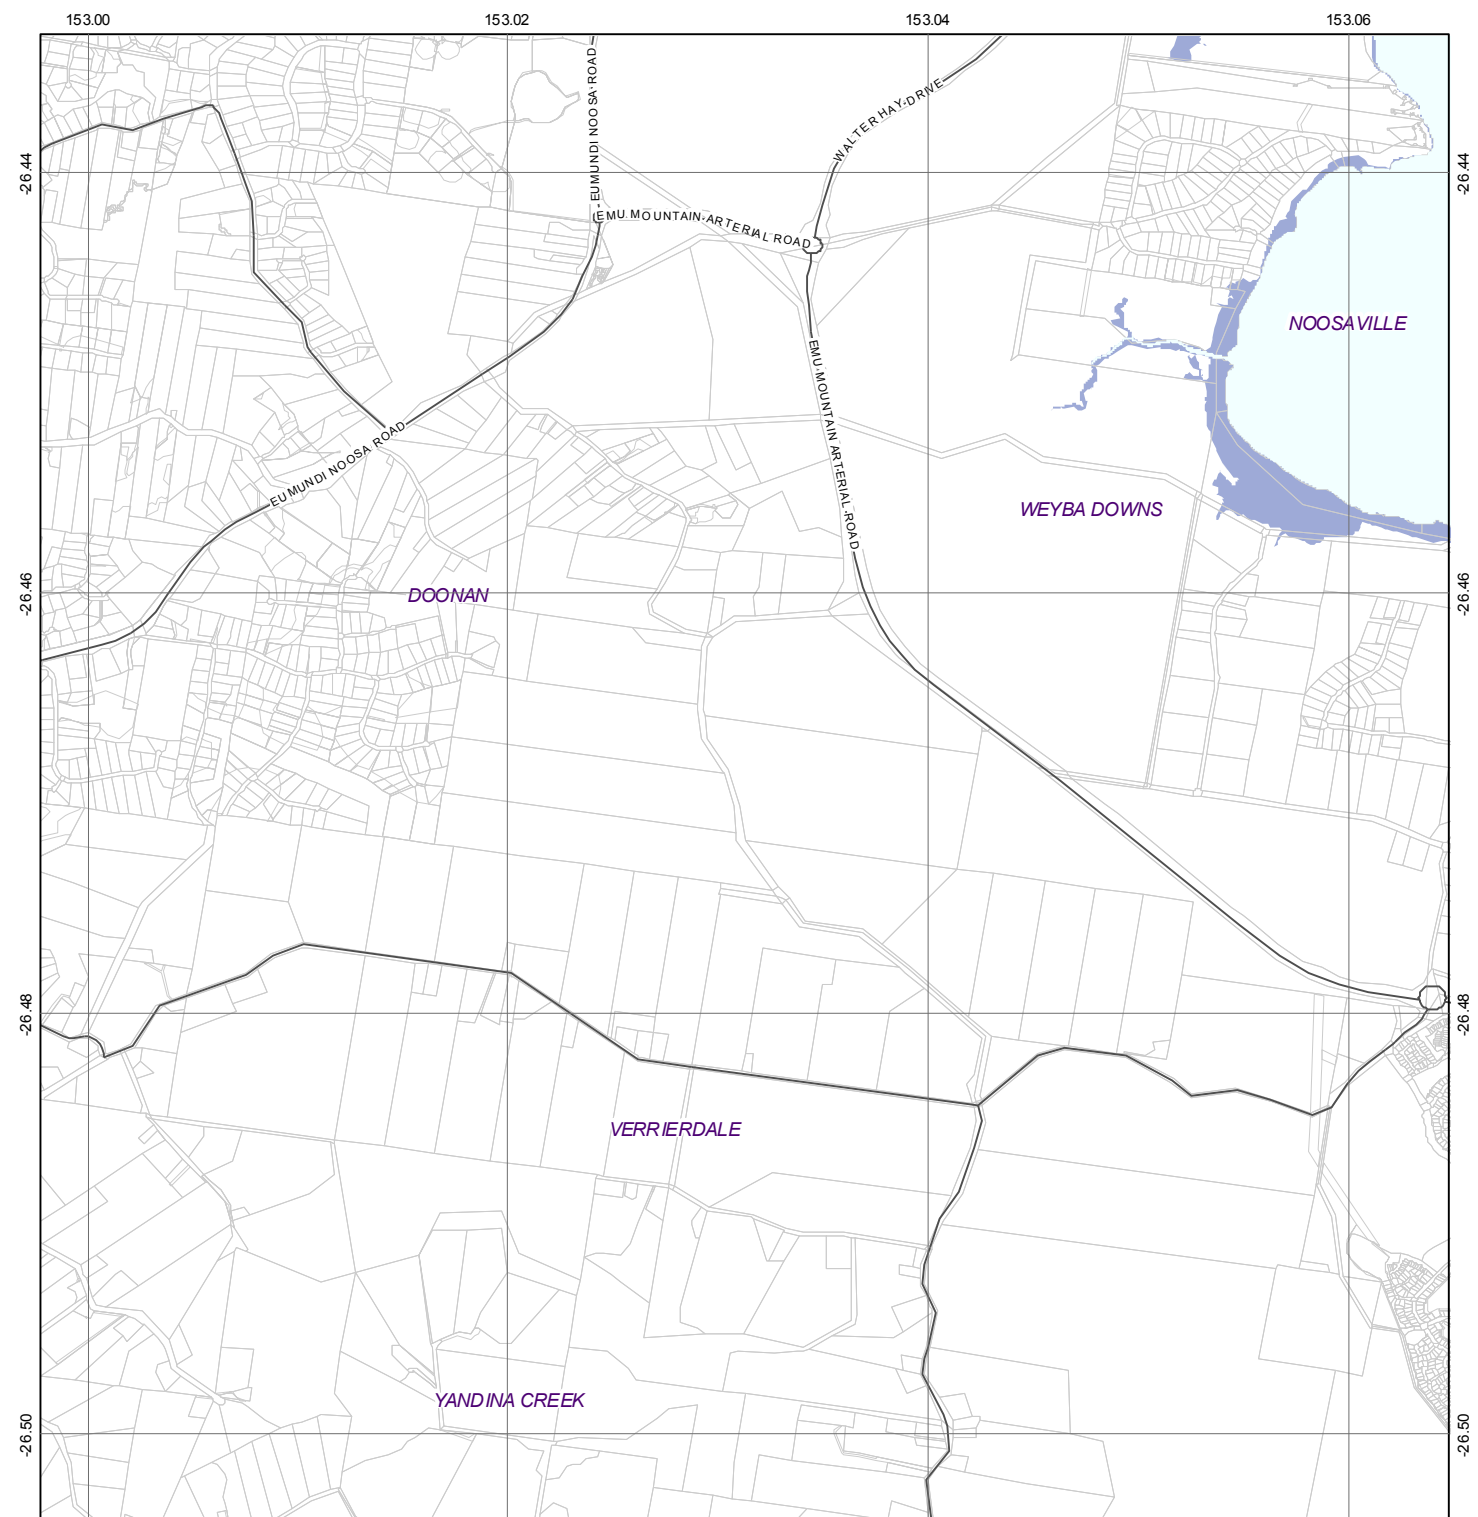 153.00
153.02
153.04
153.06
EUMUNDI NOOSA ROAD
WALTER HAY DRIVE
-26.44
-26.44
EMU MOUNTAIN ARTERIAL ROAD
NOOSAVILLE
EMU MOUNTAIN ARTERIAL ROAD
EUMUNDI NOOSA ROAD
WEYBA DOWNS
-26.46
DOONAN
-26.46
-26.48
-26.48
VERRIERDALE
YANDINA CREEK
-26.50
-26.50